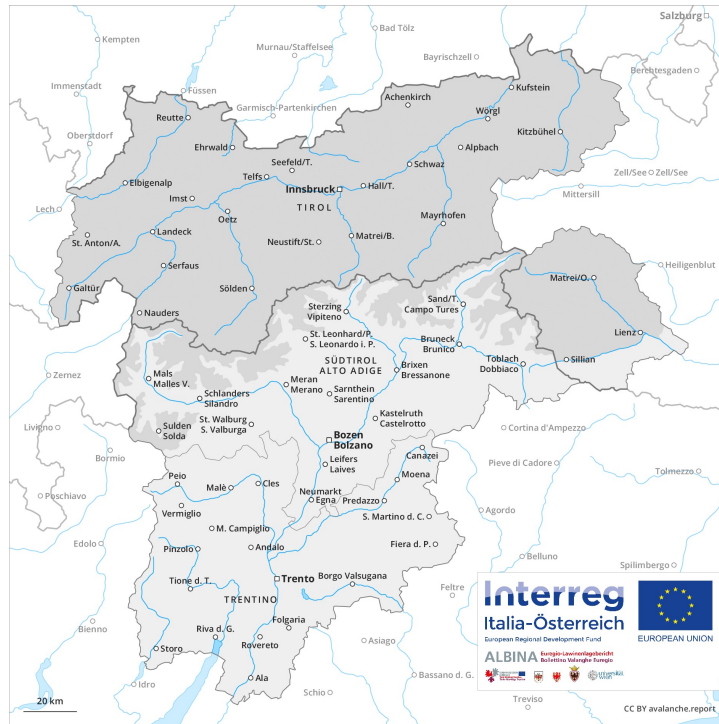 Salzburg
Bad Tölz
Kempten
Murnau/Staffelsee
Bayrischzell
Berchtesgaden
Immenstadt
Füssen
Kufstein
Achenkirch
Garmisch-Partenkirchen
Reutte
Wörgl
Oberstdorf
Kitzbühel
Ehrwald
Alpbach
Seefeld/T.
Schwaz
Telfs
Zell/See
Zell/See
Elbigenalp
Innsbruck
Hall/T.
Mittersill
Imst
TIROL
Lech
Oetz
Mayrhofen
Landeck
St. Anton/A.
Neustift/St.
Matrei/B.
Serfaus
Heiligenblut
Matrei/O.
Galtür
Sölden
Sand/T.
Campo Tures
Nauders
Sterzing
Vipiteno
Lienz
St. Leonhard/P.
S. Leonardo i. P.
Bruneck
Brunico
Toblach
Dobbiaco
Sillian
SÜDTIROL
ALTO ADIGE
Brixen
Bressanone
Zernez
Mals
Malles V.
Meran
Merano
Sarnthein
Sarentino
Schlanders
Silandro
Kastelruth
Castelrotto
St. Walburg
S. Valburga
Livigno
Sulden
Solda
Cortina d'Ampezzo
Bozen
Bolzano
Canazei
Bormio
Leifers
Laives
Pieve di Cadore
Peio
Moena
Tolmezzo
Malè
Cles
Neumarkt
Egna
Predazzo
Poschiavo
Vermiglio
Agordo
S. Martino d. C.
M. Campiglio
Edolo
Pinzolo
Andalo
Fiera d. P.
Belluno
Spilimbergo
Tione d. T.
Trento
Borgo Valsugana
Feltre
TRENTINO
Folgaria
Bienno
Riva d. G.
Rovereto
Asiago
Storo
Ala
Idro
Schio
Bassano d. G.
Treviso
Interreg
Italia-Österreich
European Regional Development Fund
EUROPEAN UNION
ALBINA
Euregio-Lawinenlagebericht
Bollettino Valanghe Euregio
universität
wien
20 km
CC BY avalanche.report